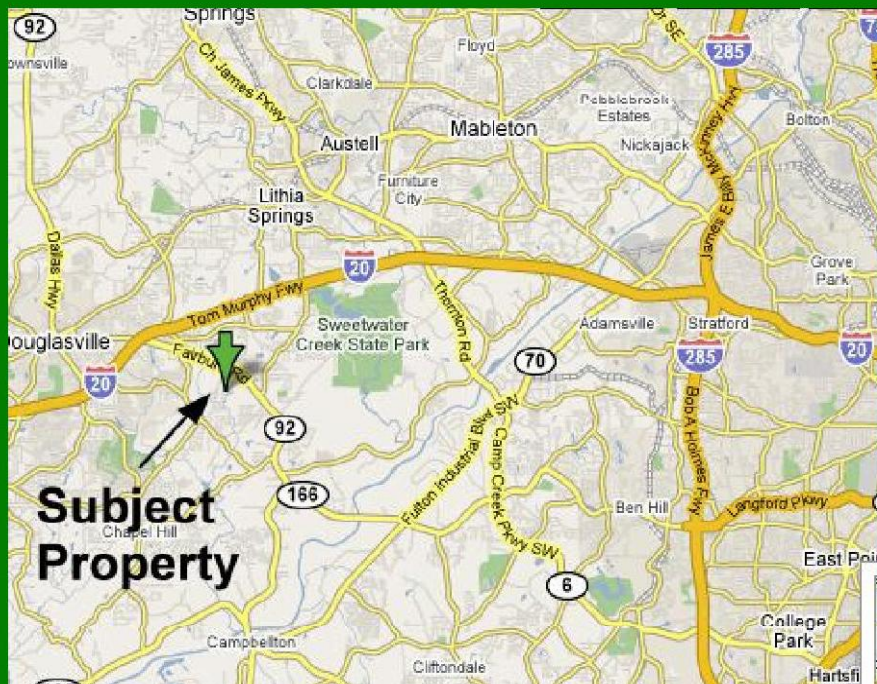 92
Springs
Ch James Pkwy
Floyd
Dr SE
285
Clarkdale
Austell
Mableton
Pebblebrook
Estates
Nickajack
Bolton
James E Billy McKinney Hwy
Furniture
City
Lithia
Springs
Dallas Hwy
20
Grove
Park
Tom Murphy Fwy
Thornton Rd
Sweetwater
Creek State Park
Adamsville
Stratford
Douglasville
70
285
20
20
92
Bob A Holmes Fwy
Fulton Industrial Blvd SW
Camp Creek Pkwy SW
166
Ben Hill
Langford Pkwy
Subject
Chapel Hill
Property
East Poi
6
College
Park
Campbellton
Cliftondale
Hartsfi